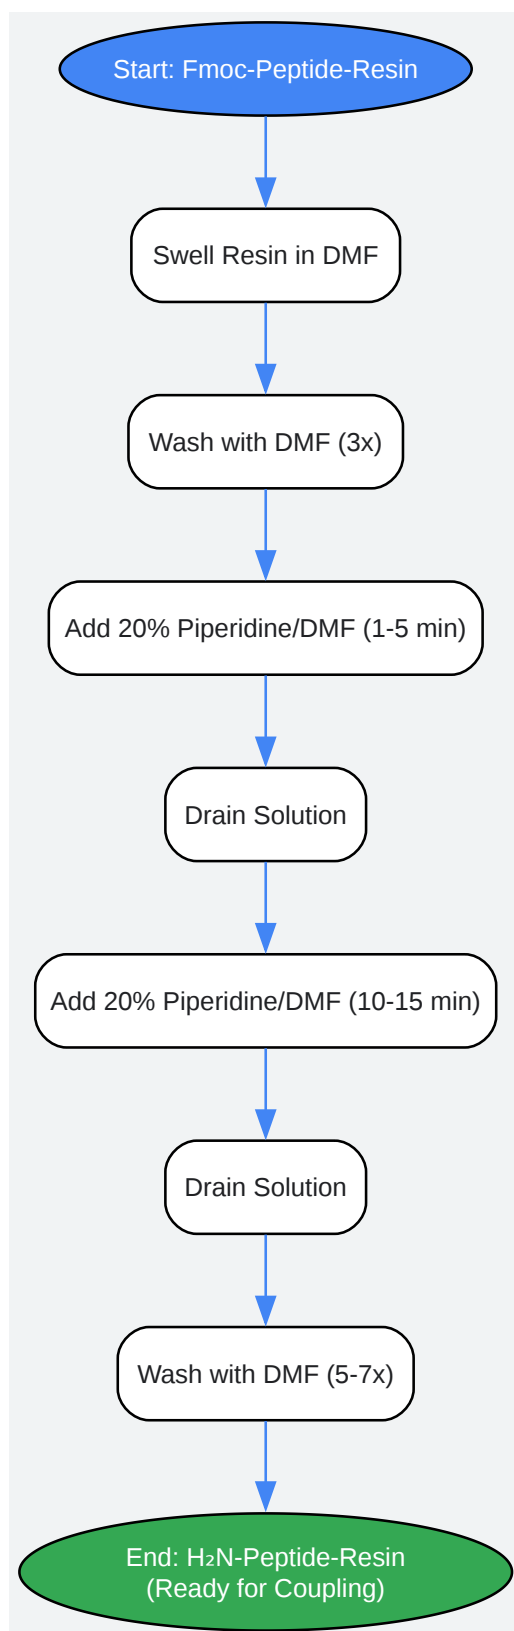 Start: Fmoc-Peptide-Resin
Swell Resin in DMF
Wash with DMF (3x)
Add 20% Piperidine/DMF (1-5 min)
Drain Solution
Add 20% Piperidine/DMF (10-15 min)
Drain Solution
Wash with DMF (5-7x)
End: H₂N-Peptide-Resin
(Ready for Coupling)